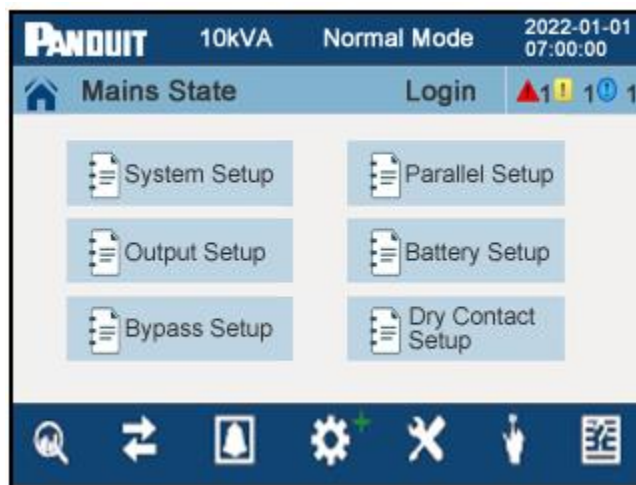 PANDUIT 10kVA Normal Mode 2022-01-01
07:00:00
Mains State Login 1 ! 1 ! 1
System Setup Parallel Setup
Output Setup Battery Setup
Bypass Setup Dry Contact
Setup